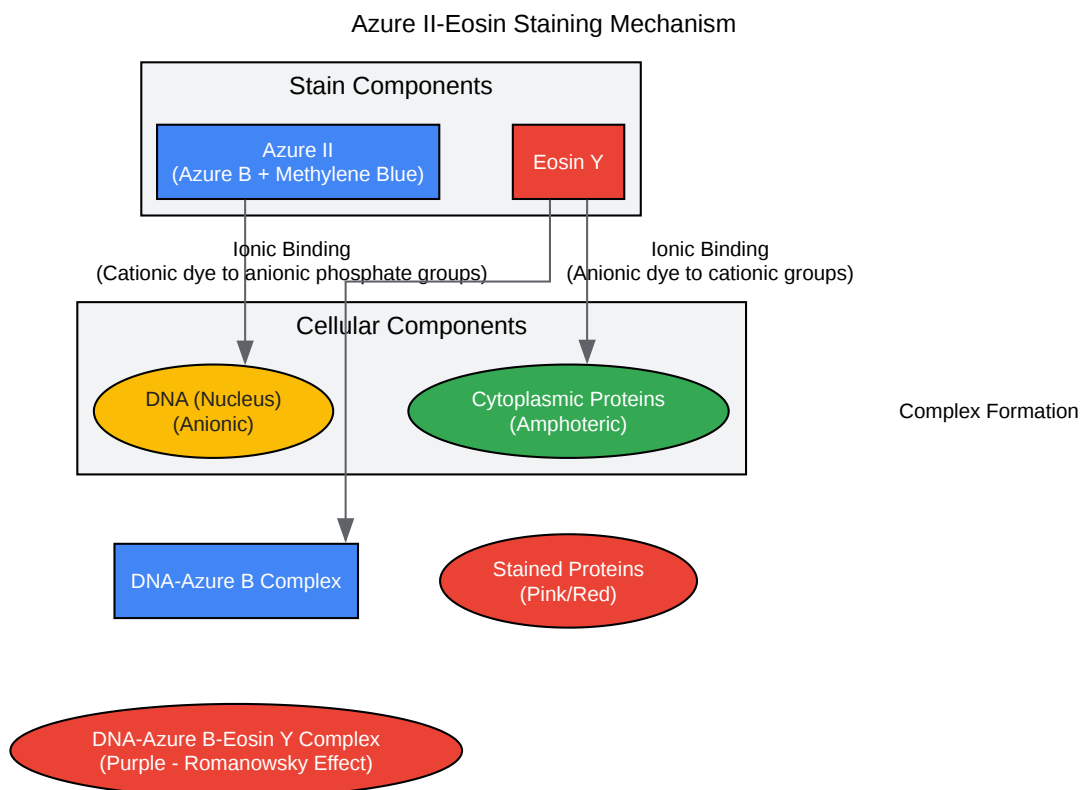 Azure II-Eosin Staining Mechanism
Stain Components
Azure II
(Azure B + Methylene Blue)
Eosin Y
Ionic Binding
(Cationic dye to anionic phosphate groups)
Ionic Binding
(Anionic dye to cationic groups)
Cellular Components
DNA (Nucleus)
(Anionic)
Cytoplasmic Proteins
(Amphoteric)
Complex Formation
DNA-Azure B Complex
Stained Proteins
(Pink/Red)
DNA-Azure B-Eosin Y Complex
(Purple - Romanowsky Effect)